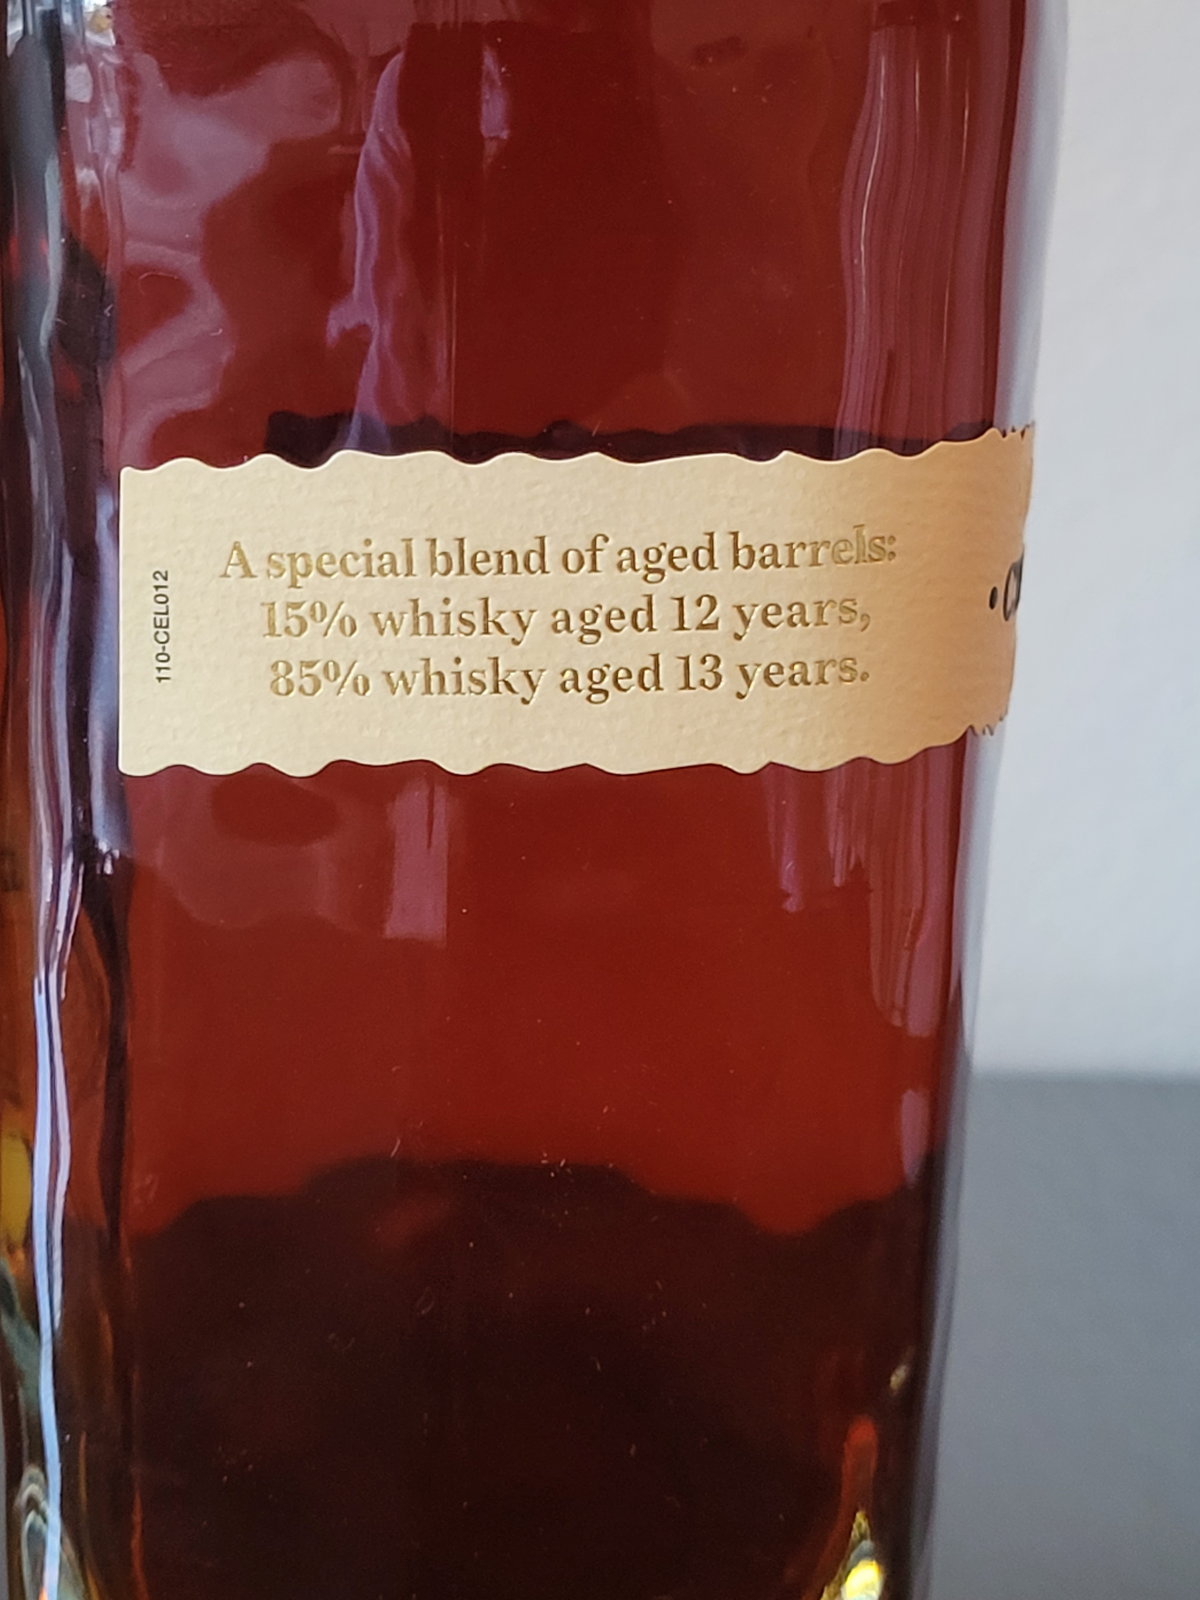 A special blend of aged barrels:
15% whisky aged 12 years,
85% whisky aged 13 years.
110-CEL012